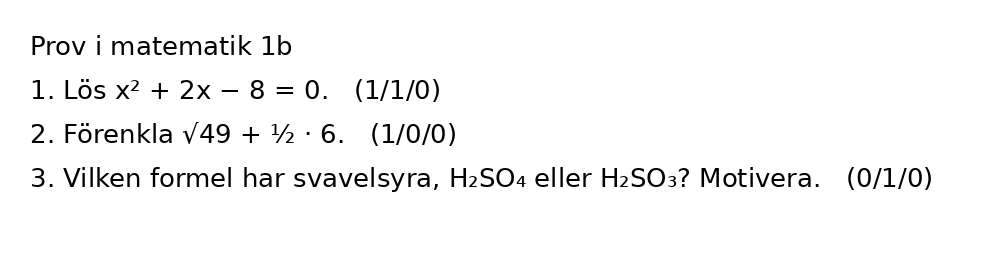 Prov i matematik 1b
1. Lös x² + 2x − 8 = 0. (1/1/0)
2. Förenkla √49 + ½ · 6. (1/0/0)
3. Vilken formel har svavelsyra, H₂SO₄ eller H₂SO₃? Motivera. (0/1/0)